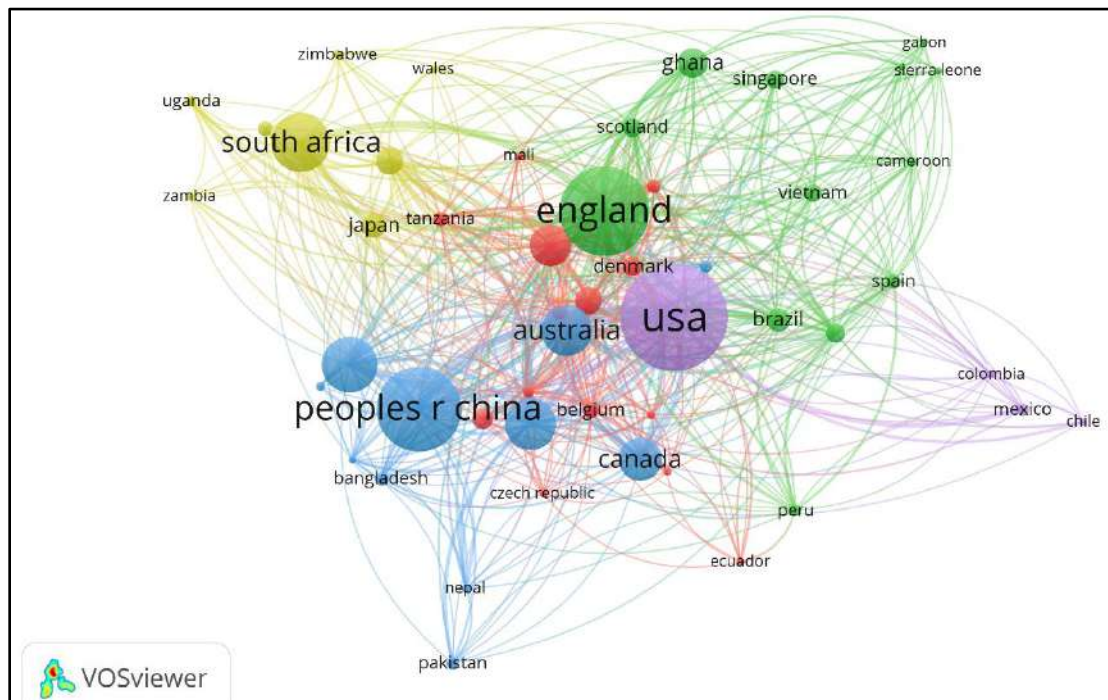 gabon
zimbabwe
ghana
wales
sierra leone
singapore
uganda
scotland
south africa
mali
cameroon
vietnam
zambia
england
tanzania
japan
denmark
spain
usa
brazil
australia
colombia
peoples r china
belgium
mexico
chile
canada
bangladesh
czech republic
peru
ecuador
nepal
pakistan
VOSviewer